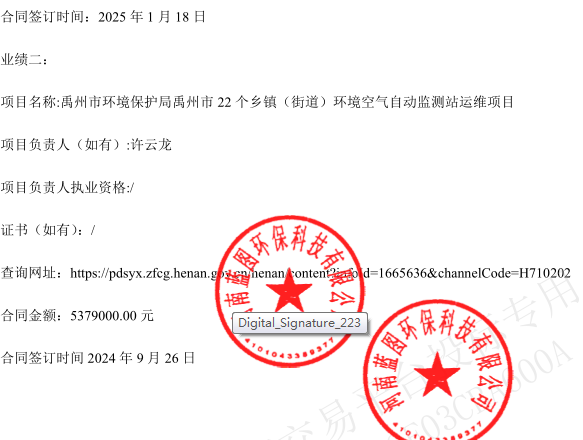 合同签订时间：2025 年 1 月 18 日
业绩二：
项目名称:禹州市环境保护局禹州市 22 个乡镇（街道）环境空气自动监测站运维项目
项目负责人（如有）:许云龙
项目负责人执业资格:/
证书（如有）：/
查询网址：https://pdsyx.zfcg.henan.gov.cn/henan/content?infoId=1665636&channelCode=H710202
合同金额：5379000.00 元
合同签订时间 2024 年 9 月 26 日
河南蓝图环保科技有限公司
Digital_Signature_223
4101043389377
河南蓝图环保科技有限公司
4101043389377